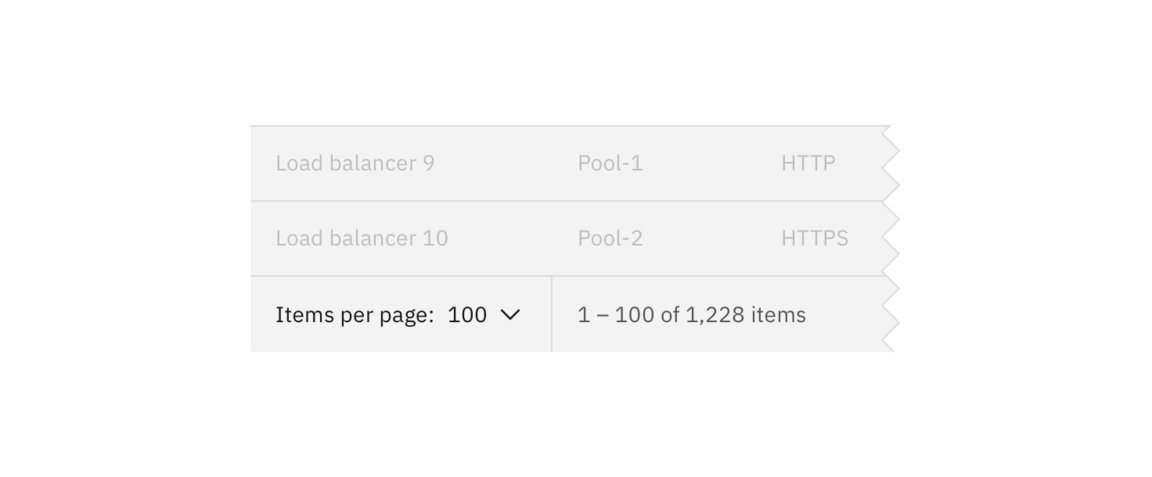 Load balancer 9 Pool-1 HTTP
Load balancer 10 Pool-2 HTTPS
Items per page: 100 1 – 100 of 1,228 items